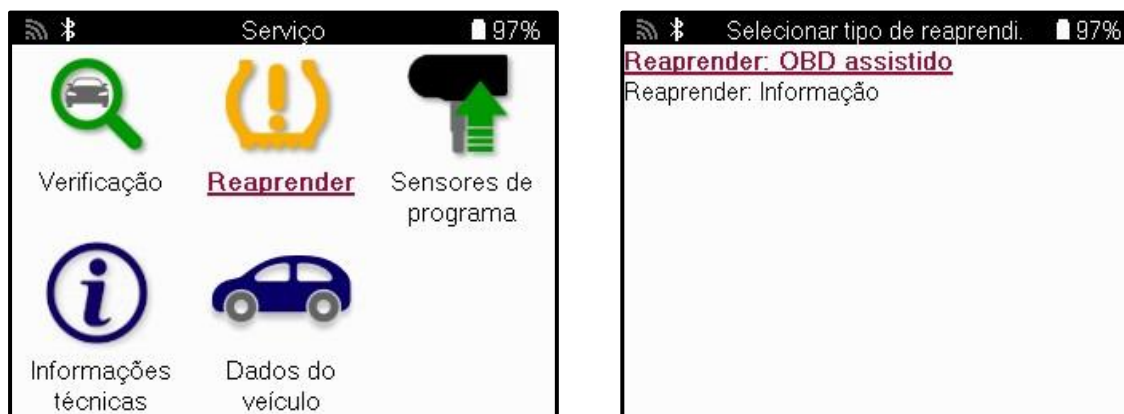 Serviço
97%
Verificação
Reaprender
Sensores de
programa
Informações
técnicas
Dados do
veículo
Selecionar tipo de reaprendi.
97%
Reaprender: OBD assistido
Reaprender: Informação